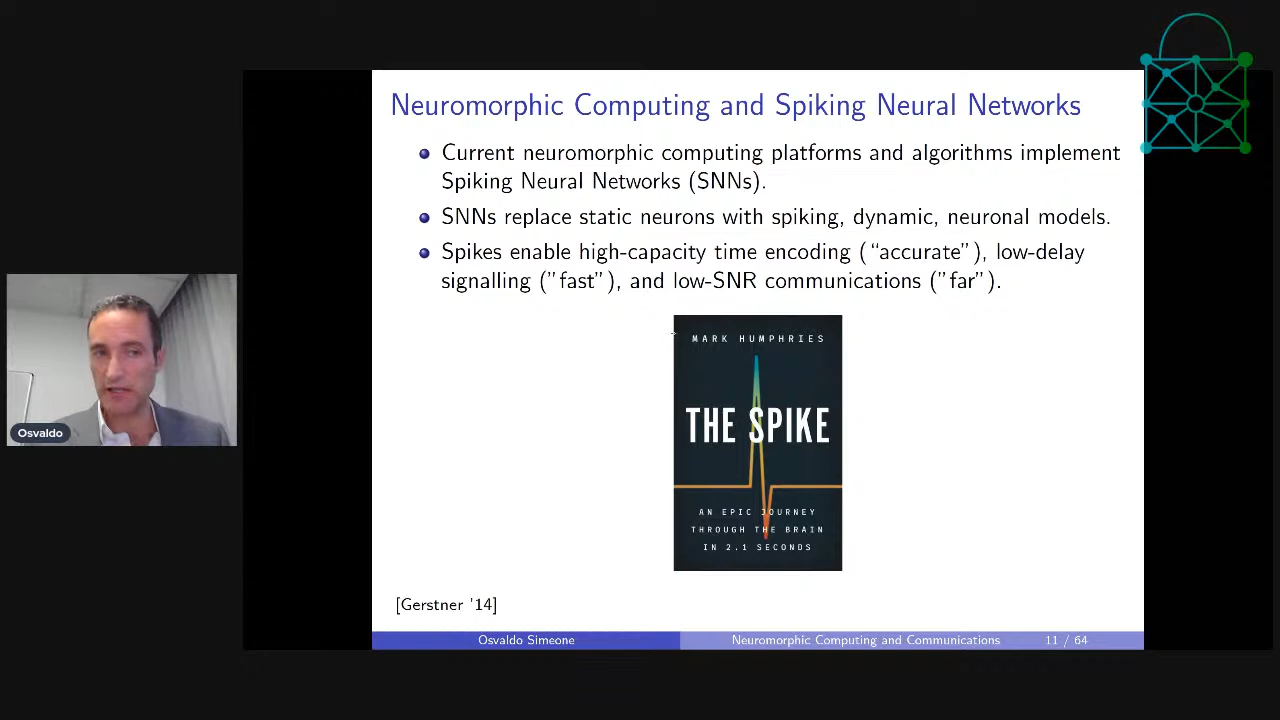 Neuromorphic Computing and Spiking Neural Networks
Current neuromorphic computing platforms and algorithms implement
Spiking Neural Networks (SNNs).
SNNs replace static neurons with spiking, dynamic, neuronal models.
Spikes enable high-capacity time encoding (“accurate”), low-delay
signalling (”fast”), and low-SNR communications (”far”).
MARK HUMPHRIES
THE SPIKE
AN EPIC JOURNEY
THROUGH THE BRAIN
IN 2.1 SECONDS
Osvaldo
[Gerstner '14]
Osvaldo Simeone
Neuromorphic Computing and Communications
11 / 64